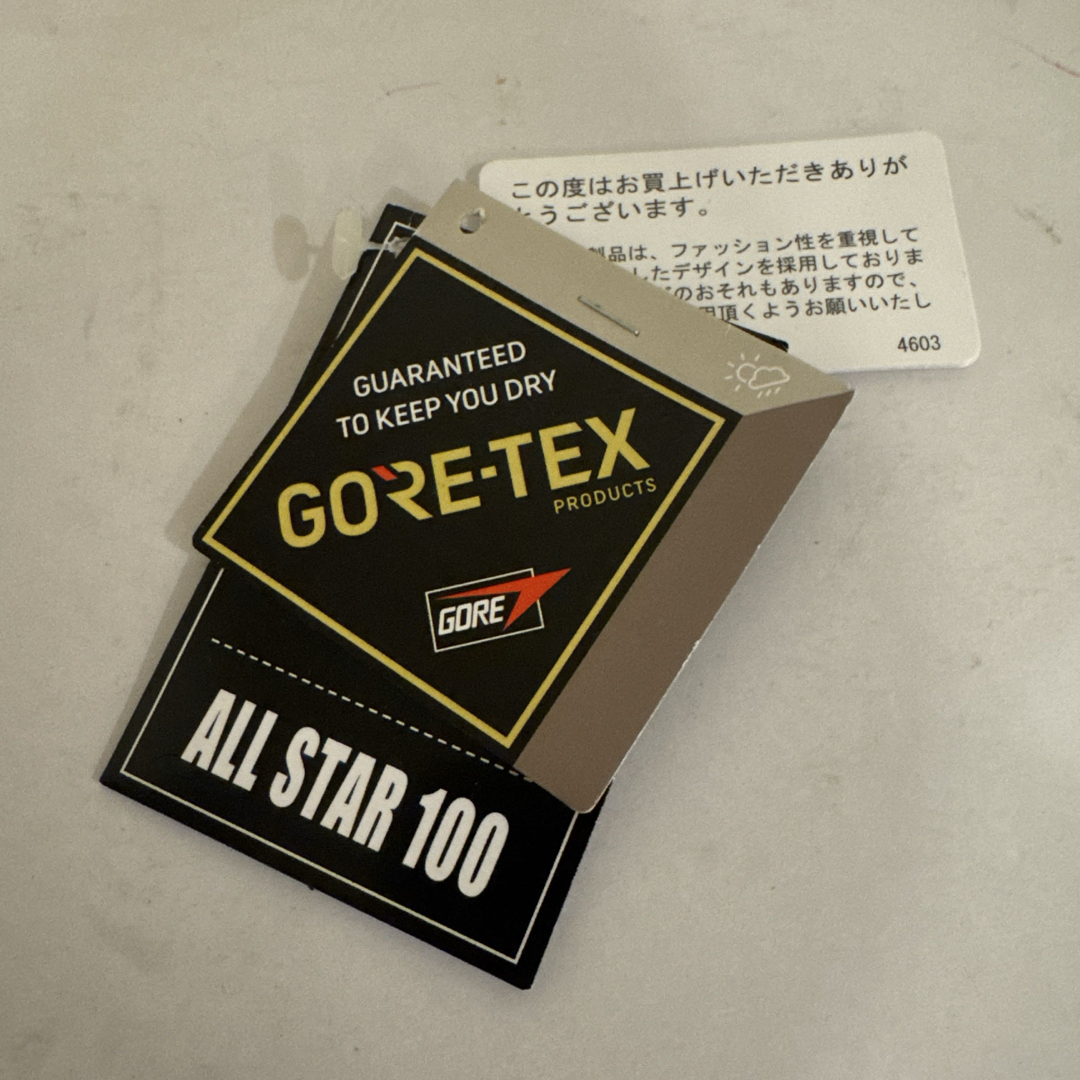 この度はお買上げいただきありが
とうございます。
製品は、ファッション性を重視して
したデザインを採用しておりま
のおそれもありますので、
用頂くようお願いいたし
4603
GUARANTEED
TO KEEP YOU DRY
GORE-TEX
PRODUCTS
GORE
ALL STAR 100